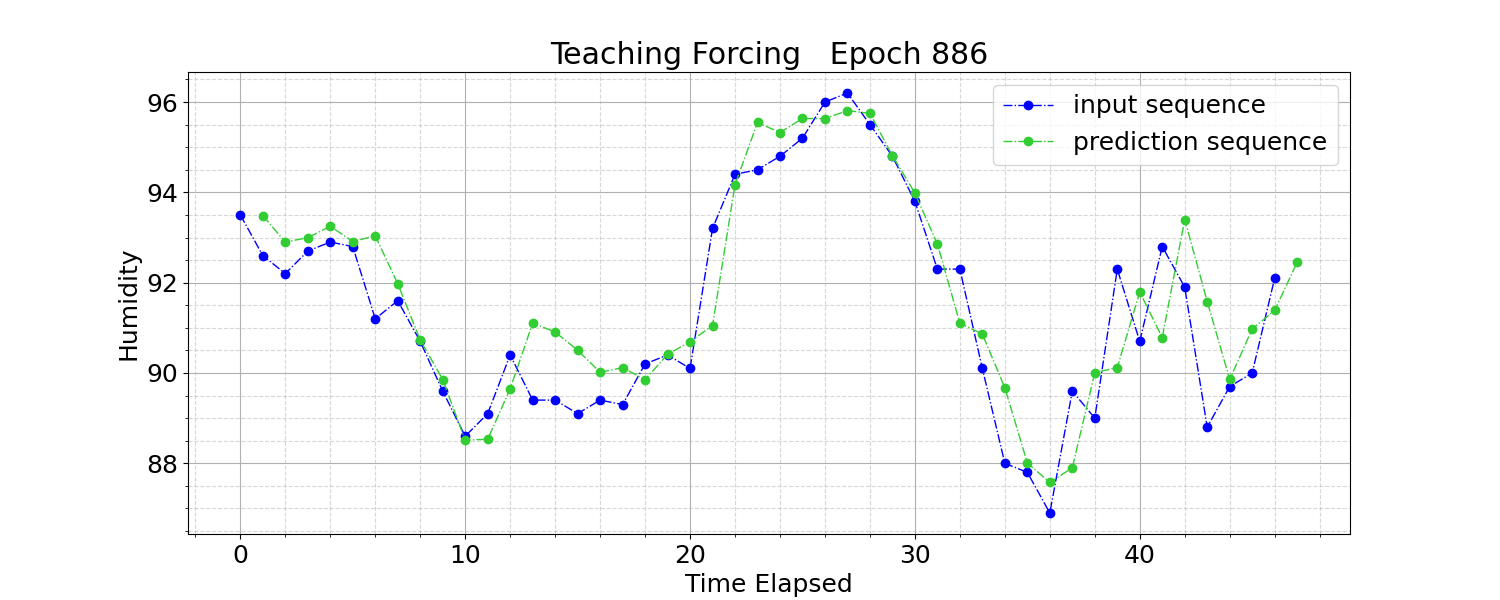 Teaching Forcing   Epoch 886
input sequence
prediction sequence
Humidity
96
94
92
90
88
0 10 20 30 40
Time Elapsed